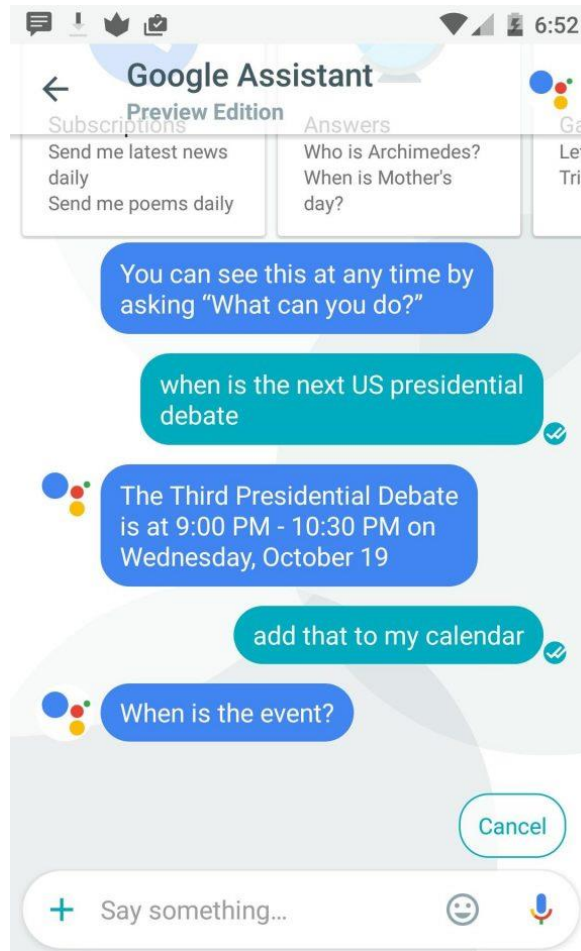 6:52
Google Assistant
Preview Edition
Subscriptions
Send me latest news
daily
Send me poems daily
Answers
Who is Archimedes?
When is Mother's
day?
Ga
Let
Tri
You can see this at any time by
asking “What can you do?”
when is the next US presidential
debate
The Third Presidential Debate
is at 9:00 PM - 10:30 PM on
Wednesday, October 19
add that to my calendar
When is the event?
Cancel
Say something...